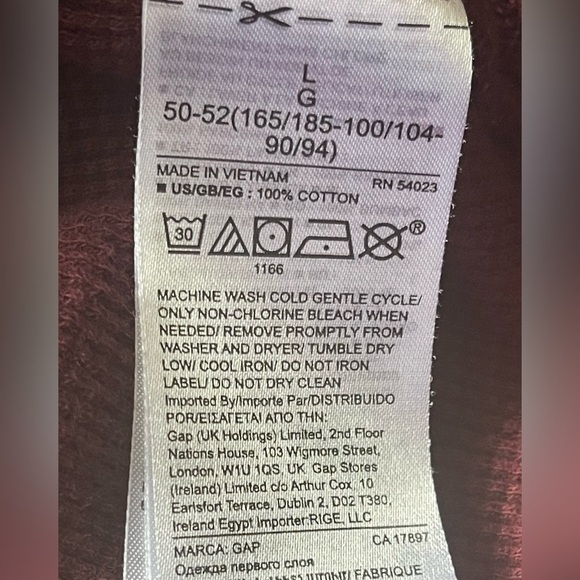 L
G
50-52(165/185-100/104-
90/94)
MADE IN VIETNAM RN 54023
■ US/GB/EG : 100% COTTON
30
®
1166
MACHINE WASH COLD GENTLE CYCLE/
ONLY NON-CHLORINE BLEACH WHEN
NEEDED/ REMOVE PROMPTLY FROM
WASHER AND DRYER/ TUMBLE DRY
LOW/ COOL IRON/ DO NOT IRON
LABEL/ DO NOT DRY CLEAN
Imported By/Importe Par/DISTRIBUIDO
POR/ΕΙΣΑΓΕΤΑΙ ΑΠΟ ΤΗΝ:
Gap (UK Holdings) Limited, 2nd Floor
Nations House, 103 Wigmore Street,
London, W1U 1QS, UK. Gap Stores
(Ireland) Limited c/o Arthur Cox, 10
Earlsfort Terrace, Dublin 2, D02 T380,
Ireland Egypt Importer:RIGE, LLC
MARCA: GAP CA 17897
Одежда первого слоя
FABRIQUE